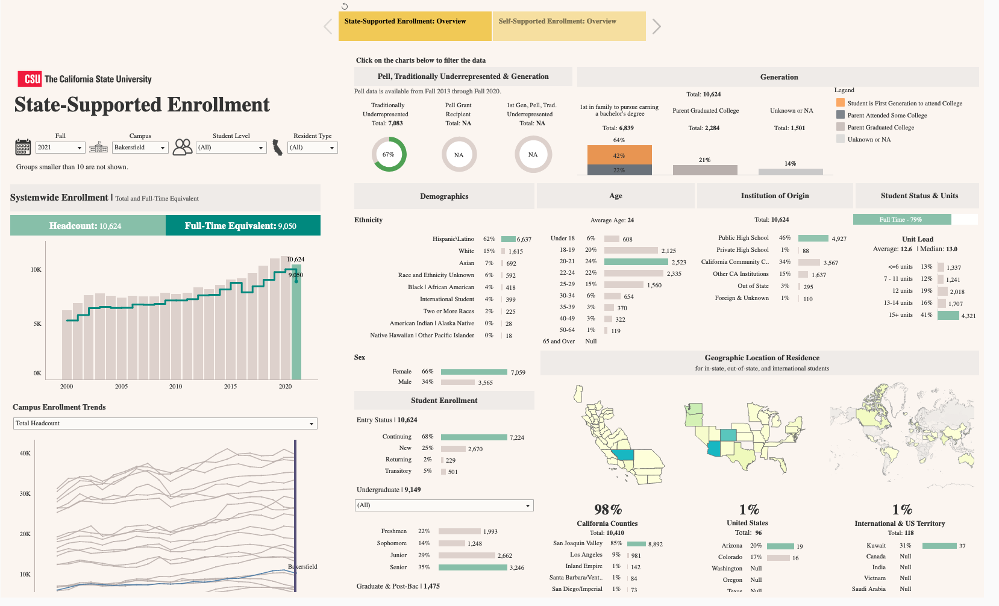 State-Supported Enrollment: Overview
Self-Supported Enrollment: Overview
CSU The California State University
State-Supported Enrollment
Fall
2021
Campus
Bakersfield
Student Level
(All)
Resident Type
(All)
Groups smaller than 10 are not shown.
Systemwide Enrollment | Total and Full-Time Equivalent
Headcount: 10,624
Full-Time Equivalent: 9,050
10K
5K
0K
10,624
9,050
2000
2005
2010
2015
2020
Campus Enrollment Trends
Total Headcount
40K
30K
20K
10K
Bakersfield
Click on the charts below to filter the data
Pell, Traditionally Underrepresented & Generation
Pell data is available from Fall 2013 through Fall 2020.
Traditionally
Underrepresented
Total: 7,083
67%
Pell Grant
Recipient
Total: NA
NA
1st Gen, Pell, Trad.
Underrepresented
Total: NA
NA
Generation
Total: 10,624
1st in family to pursue earning
a bachelor's degree
Total: 6,839
64%
42%
22%
Parent Graduated College
Total: 2,284
21%
Unknown or NA
Total: 1,501
14%
Legend
Student is First Generation to attend College
Parent Attended Some College
Parent Graduated College
Unknown or NA
Demographics
Ethnicity
Hispanic\Latino 62% 6,637
White 15% 1,615
Asian 7% 692
Race and Ethnicity Unknown 6% 592
Black | African American 4% 418
International Student 4% 399
Two or More Races 2% 225
American Indian | Alaska Native 0% 28
Native Hawaiian | Other Pacific Islander 0% 18
Sex
Female 66% 7,059
Male 34% 3,565
Age
Average Age: 24
Under 18 6% 608
18-19 20% 2,125
20-21 24% 2,523
22-24 22% 2,335
25-29 15% 1,560
30-34 6% 654
35-39 3% 370
40-49 3% 322
50-64 1% 119
65 and Over Null
Institution of Origin
Total: 10,624
Public High School 46% 4,927
Private High School 1% 88
California Community C.. 34% 3,567
Other CA Institutions 15% 1,637
Out of State 3% 295
Foreign & Unknown 1% 110
Student Status & Units
Full Time - 79%
Unit Load
Average: 12.6 | Median: 13.0
<=6 units 13% 1,337
7 - 11 units 12% 1,241
12 units 19% 2,018
13-14 units 16% 1,707
15+ units 41% 4,321
Student Enrollment
Entry Status | 10,624
Continuing 68% 7,224
New 25% 2,670
Returning 2% 229
Transitory 5% 501
Undergraduate | 9,149
(All)
Freshmen 22% 1,993
Sophomore 14% 1,248
Junior 29% 2,662
Senior 35% 3,246
Graduate & Post-Bac | 1,475
Geographic Location of Residence
for in-state, out-of-state, and international students
98%
California Counties
Total: 10,410
San Joaquin Valley 85% 8,892
Los Angeles 9% 981
Inland Empire 1% 142
Santa Barbara/Vent.. 1% 84
San Diego/Imperial 1% 73
1%
United States
Total: 96
Arizona 20% 19
Colorado 17% 16
Washington Null
Oregon Null
Texas Null
1%
International & US Territory
Total: 118
Kuwait 31% 37
Canada Null
India Null
Vietnam Null
Saudi Arabia Null